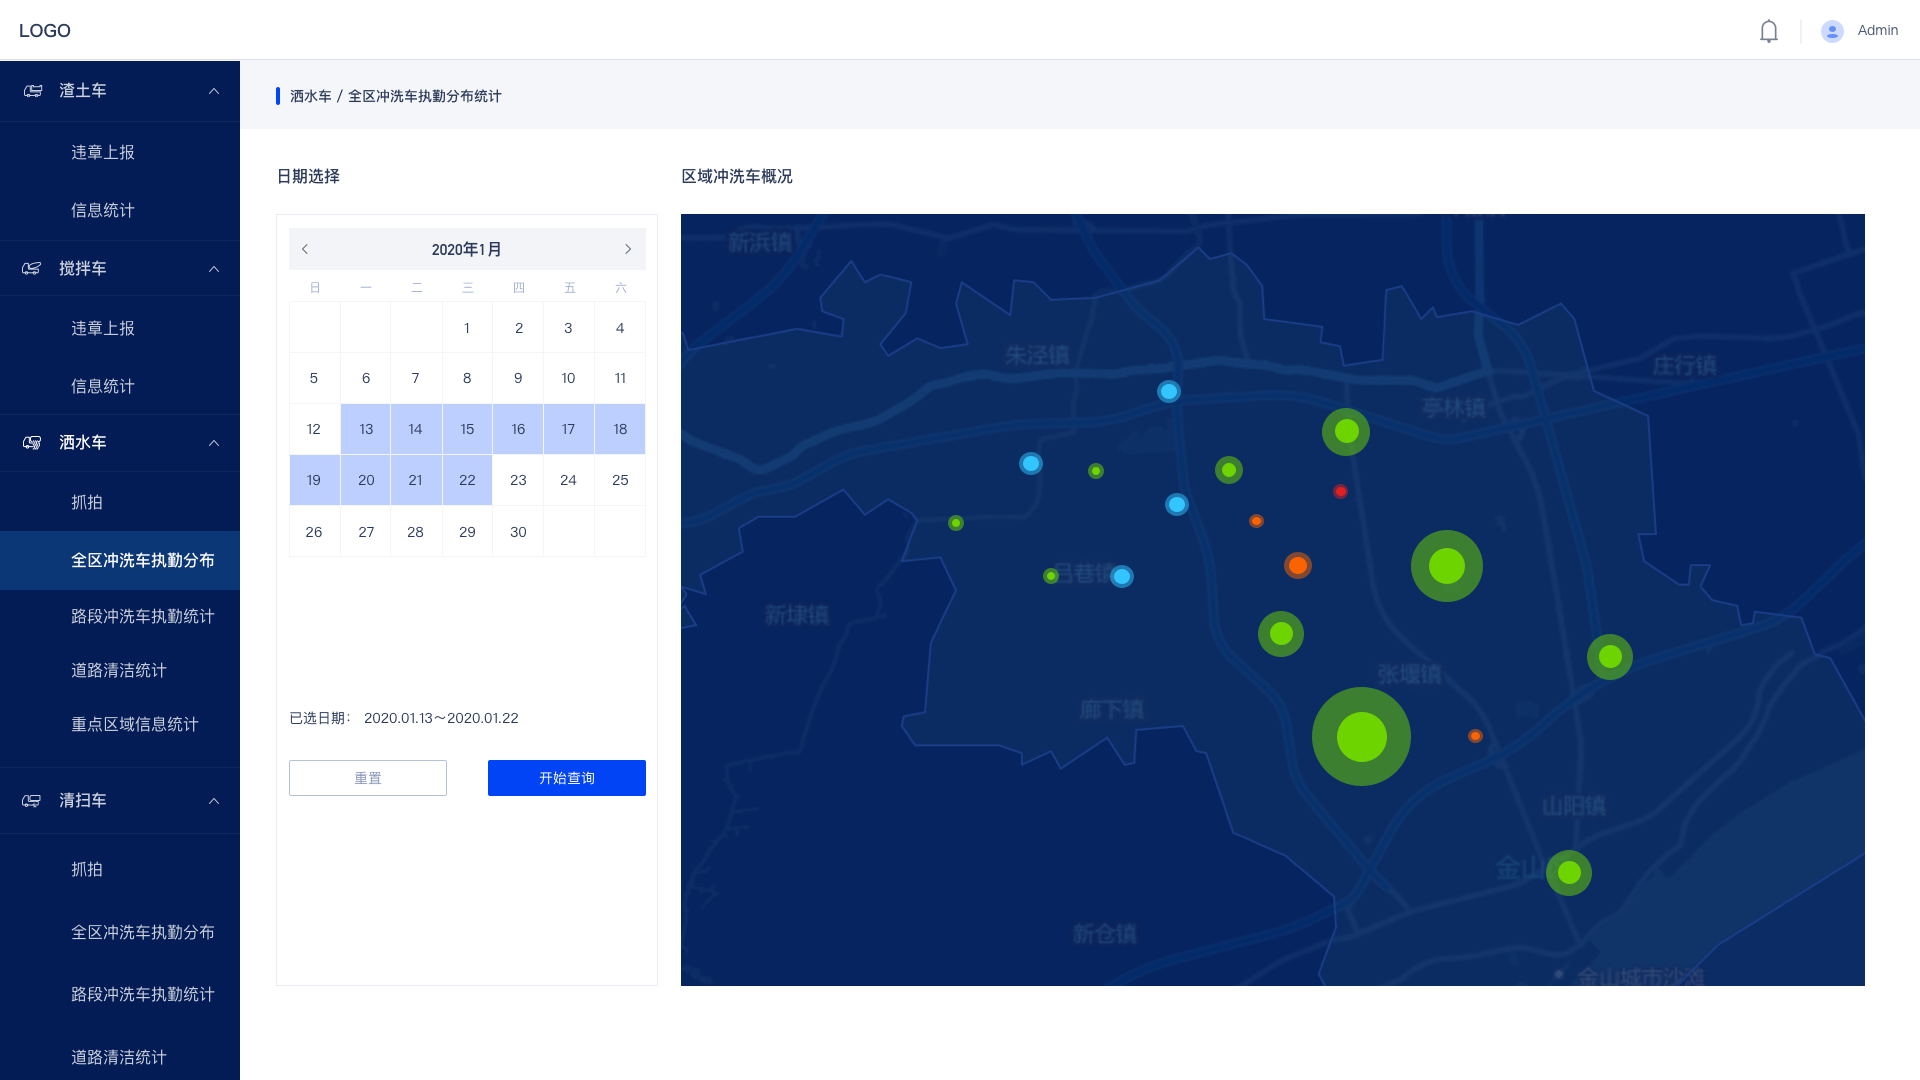 LOGO
Admin
渣土车
违章上报
信息统计
搅拌车
违章上报
信息统计
洒水车
抓拍
全区冲洗车执勤分布
路段冲洗车执勤统计
道路清洁统计
重点区域信息统计
清扫车
抓拍
全区冲洗车执勤分布
路段冲洗车执勤统计
道路清洁统计
洒水车 / 全区冲洗车执勤分布统计
日期选择
2020年1月
日 一 二 三 四 五 六
1 2 3 4
5 6 7 8 9 10 11
12 13 14 15 16 17 18
19 20 21 22 23 24 25
26 27 28 29 30
已选日期： 2020.01.13～2020.01.22
重置
开始查询
区域冲洗车概况
新浜镇
朱泾镇
庄行镇
亭林镇
吕巷镇
新埭镇
张堰镇
廊下镇
山阳镇
金山
新仓镇
金山城市沙滩